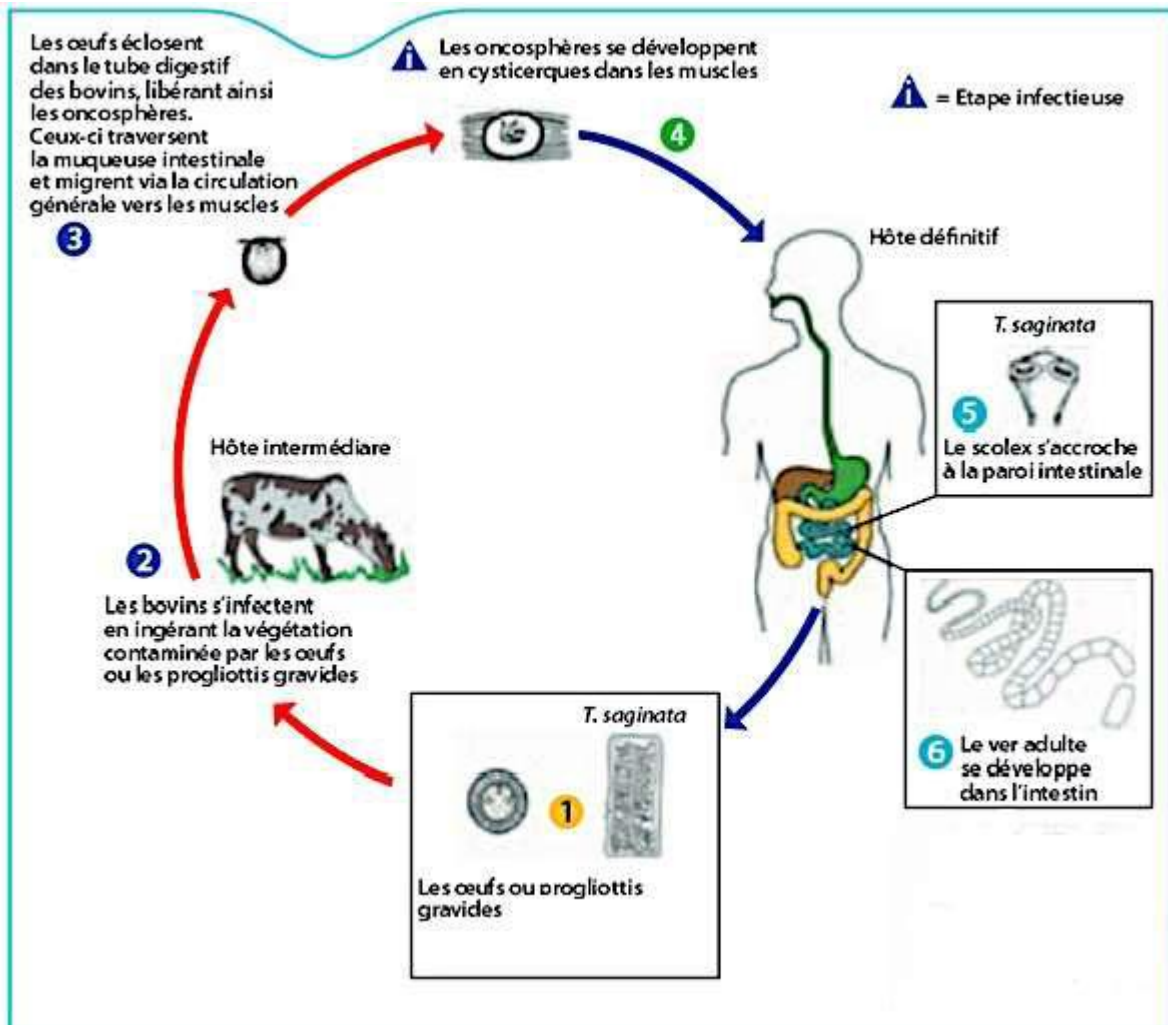 Les œufs éclosent
dans le tube digestif
des bovins, libérant ainsi
les oncosphères.
Ceux-ci traversent
la muqueuse intestinale
et migrent via la circulation
générale vers les muscles
3
i
Les oncosphères se développent
en cysticerques dans les muscles
i = Etape infectieuse
4
Hôte définitif
T. saginata
5
Le scolex s'accroche
à la paroi intestinale
Hôte intermédiare
2
Les bovins s'infectent
en ingérant la végétation
contaminée par les œufs
ou les progliottis gravides
T. saginata
1
Les œufs ou progliottis
gravides
6
Le ver adulte
se développe
dans l'intestin